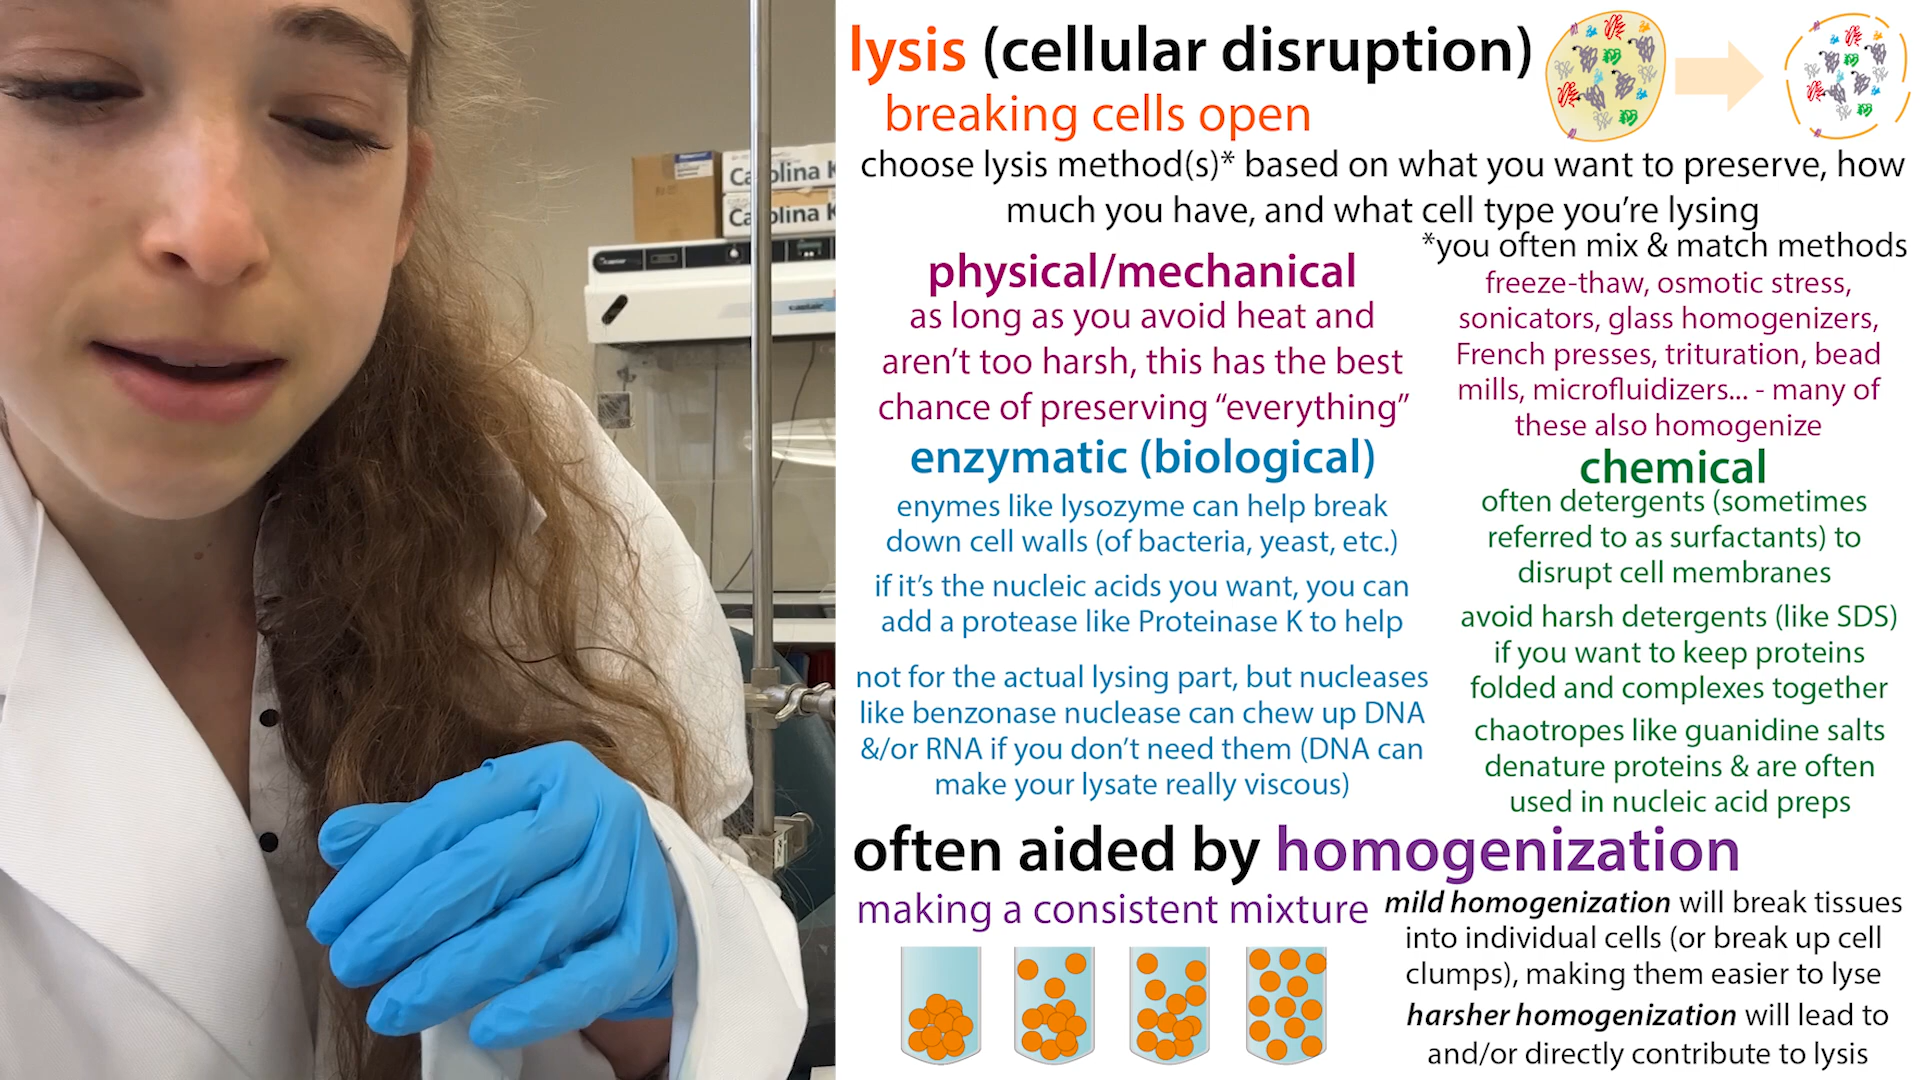 lysis (cellular disruption)
breaking cells open
choose lysis method(s)* based on what you want to preserve, how
much you have, and what cell type you're lysing
*you often mix & match methods
physical/mechanical
as long as you avoid heat and
aren't too harsh, this has the best
chance of preserving “everything”
freeze-thaw, osmotic stress,
sonicators, glass homogenizers,
French presses, trituration, bead
mills, microfluidizers... - many of
these also homogenize
enzymatic (biological)
enymes like lysozyme can help break
down cell walls (of bacteria, yeast, etc.)
if it's the nucleic acids you want, you can
add a protease like Proteinase K to help
not for the actual lysing part, but nucleases
like benzonase nuclease can chew up DNA
&/or RNA if you don't need them (DNA can
make your lysate really viscous)
chemical
often detergents (sometimes
referred to as surfactants) to
disrupt cell membranes
avoid harsh detergents (like SDS)
if you want to keep proteins
folded and complexes together
chaotropes like guanidine salts
denature proteins & are often
used in nucleic acid preps
often aided by homogenization
making a consistent mixture
mild homogenization will break tissues
into individual cells (or break up cell
clumps), making them easier to lyse
harsher homogenization will lead to
and/or directly contribute to lysis
Carolina K
Carolina K